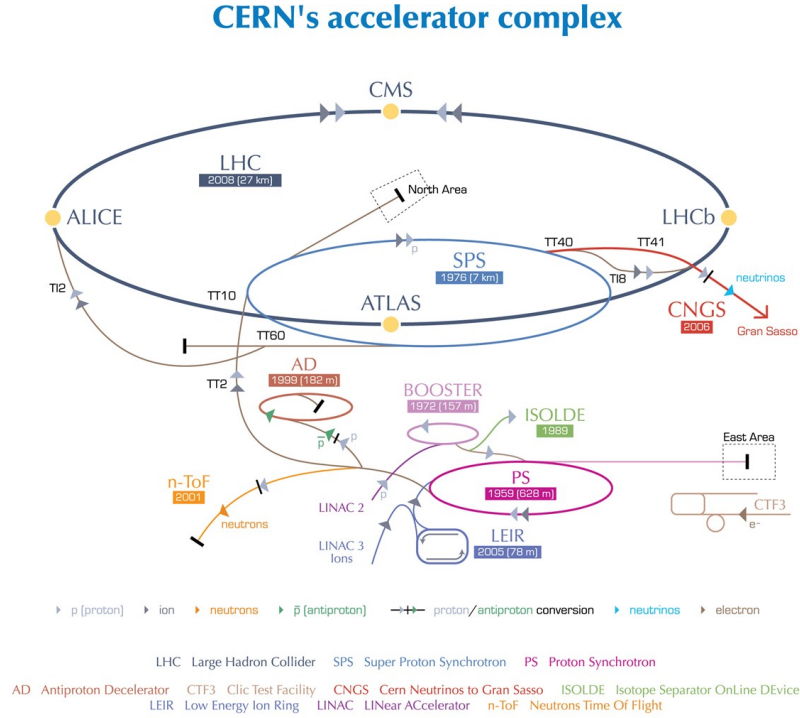 CERN's accelerator complex
CMS
LHC
2008 (27 km)
North Area
ALICE
LHCb
p
TT40
TT41
SPS
1976 (7 km)
TI2
TT10
TI8
neutrinos
ATLAS
CNGS
2006
Gran Sasso
TT60
AD
1999 (182 m)
TT2
BOOSTER
1972 (157 m)
ISOLDE
1989
p̅
p
East Area
n-ToF
2001
PS
1959 (628 m)
LINAC 2
p
neutrons
CTF3
e-
LINAC 3
Ions
LEIR
2005 (78 m)
p (proton) ion neutrons p̅ (antiproton) proton/antiproton conversion neutrinos electron
LHC Large Hadron Collider SPS Super Proton Synchrotron PS Proton Synchrotron
AD Antiproton Decelerator CTF3 Clic Test Facility CNGS Cern Neutrinos to Gran Sasso ISOLDE Isotope Separator OnLine DEvice
LEIR Low Energy Ion Ring LINAC LINear ACcelerator n-ToF Neutrons Time Of Flight